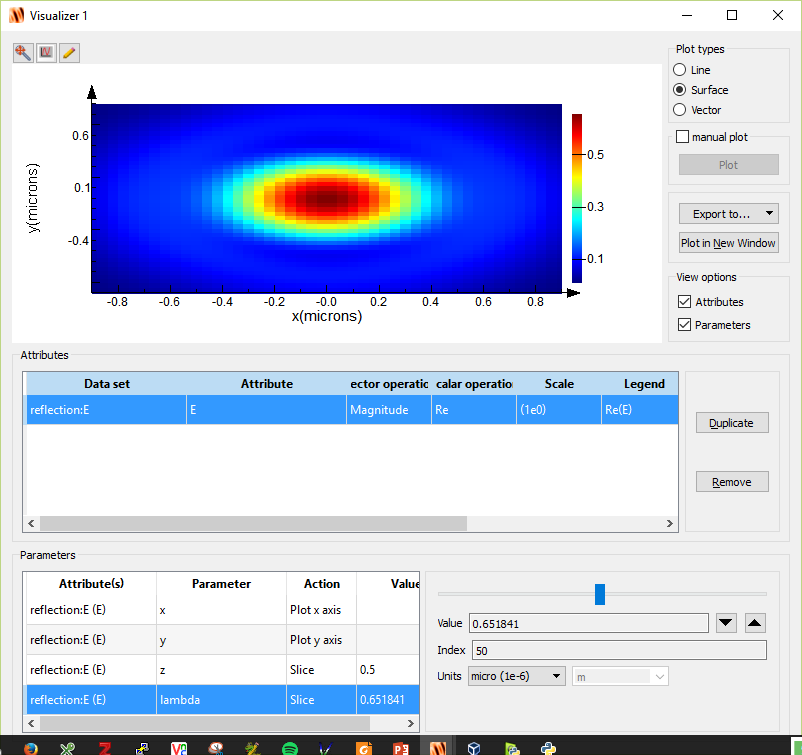 Visualizer 1
Plot types
Line
Surface
Vector
manual plot
Plot
Export to...
Plot in New Window
View options
Attributes
Parameters
0.6
0.1
-0.4
y(microns)
-0.8 -0.6 -0.4 -0.2 -0.0 0.2 0.4 0.6 0.8
x(microns)
0.5
0.3
0.1
Attributes
Data set Attribute ector operatio calar operation Scale Legend
reflection:E E Magnitude Re (1e0) Re(E)
Duplicate
Remove
Parameters
Attribute(s) Parameter Action Value
reflection:E (E) x Plot x axis
reflection:E (E) y Plot y axis
reflection:E (E) z Slice 0.5
reflection:E (E) lambda Slice 0.651841
Value 0.651841
Index 50
Units micro (1e-6) m